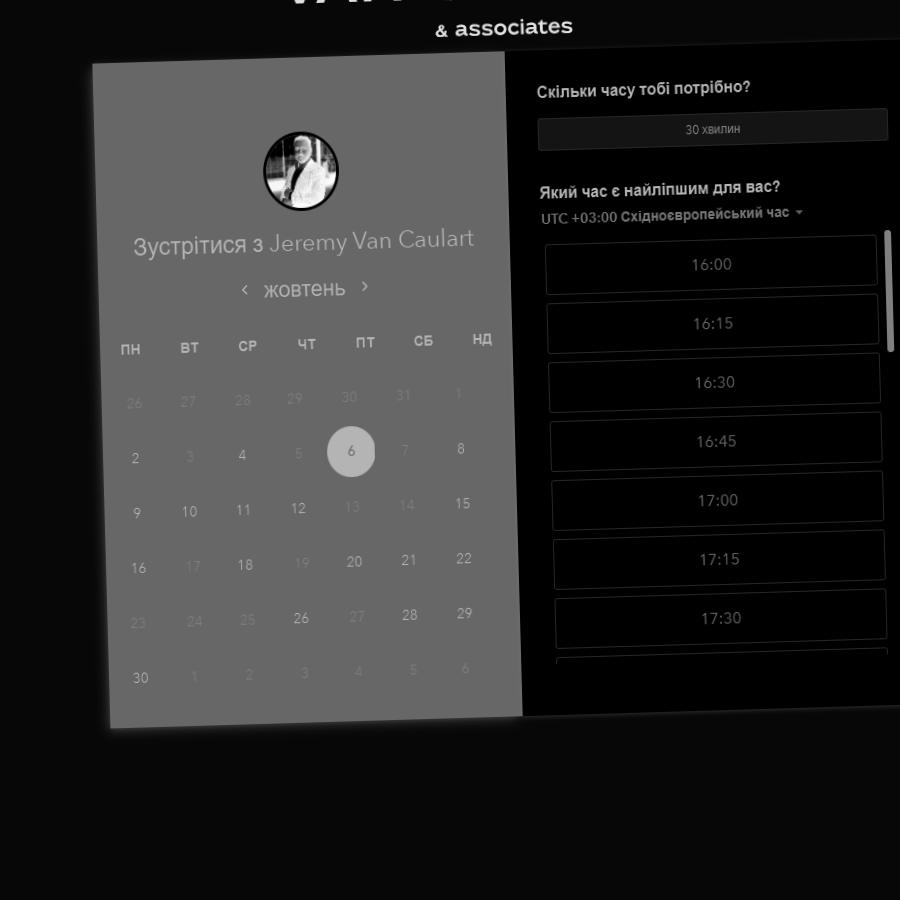 & associates
Зустрітися з Jeremy Van Caulart
‹ жовтень ›
ПН ВТ СР ЧТ ПТ СБ НД
26 27 28 29 30 31 1
2 3 4 5 6 7 8
9 10 11 12 13 14 15
16 17 18 19 20 21 22
23 24 25 26 27 28 29
30 1 2 3 4 5 6
Скільки часу тобі потрібно?
30 хвилин
Який час є найліпшим для вас?
UTC +03:00 Східноєвропейський час
16:00
16:15
16:30
16:45
17:00
17:15
17:30